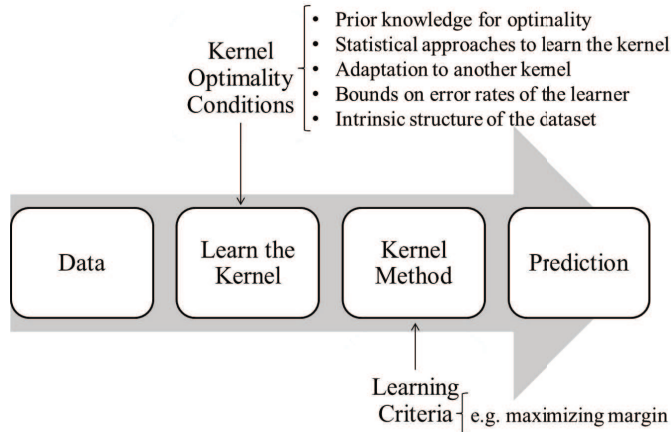 Kernel
Optimality
Conditions
• Prior knowledge for optimality
• Statistical approaches to learn the kernel
• Adaptation to another kernel
• Bounds on error rates of the learner
• Intrinsic structure of the dataset
Data
Learn the
Kernel
Kernel
Method
Prediction
Learning
Criteria
e.g. maximizing margin